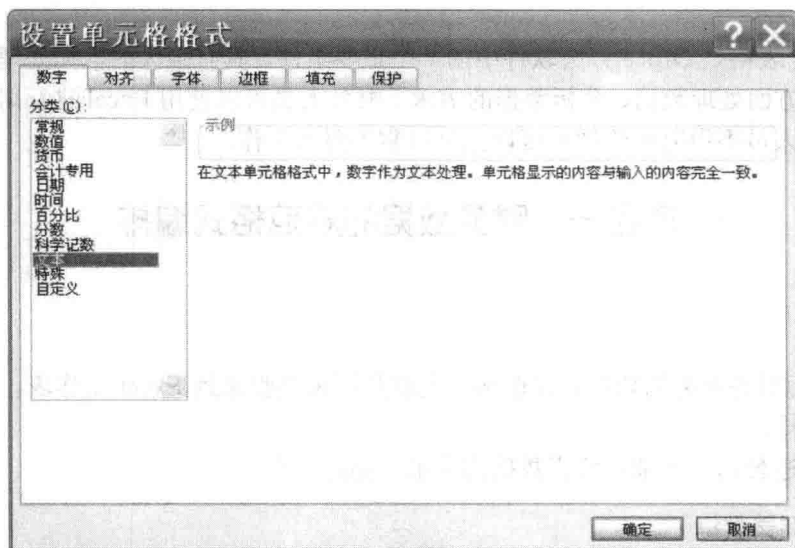 设置单元格格式
数字 对齐 字体 边框 填充 保护
分类(C):
常规
数值
货币
会计专用
日期
时间
百分比
分数
科学记数
文本
特殊
自定义
示例
在文本单元格格式中，数字作为文本处理。单元格显示的内容与输入的内容完全一致。
确定 取消